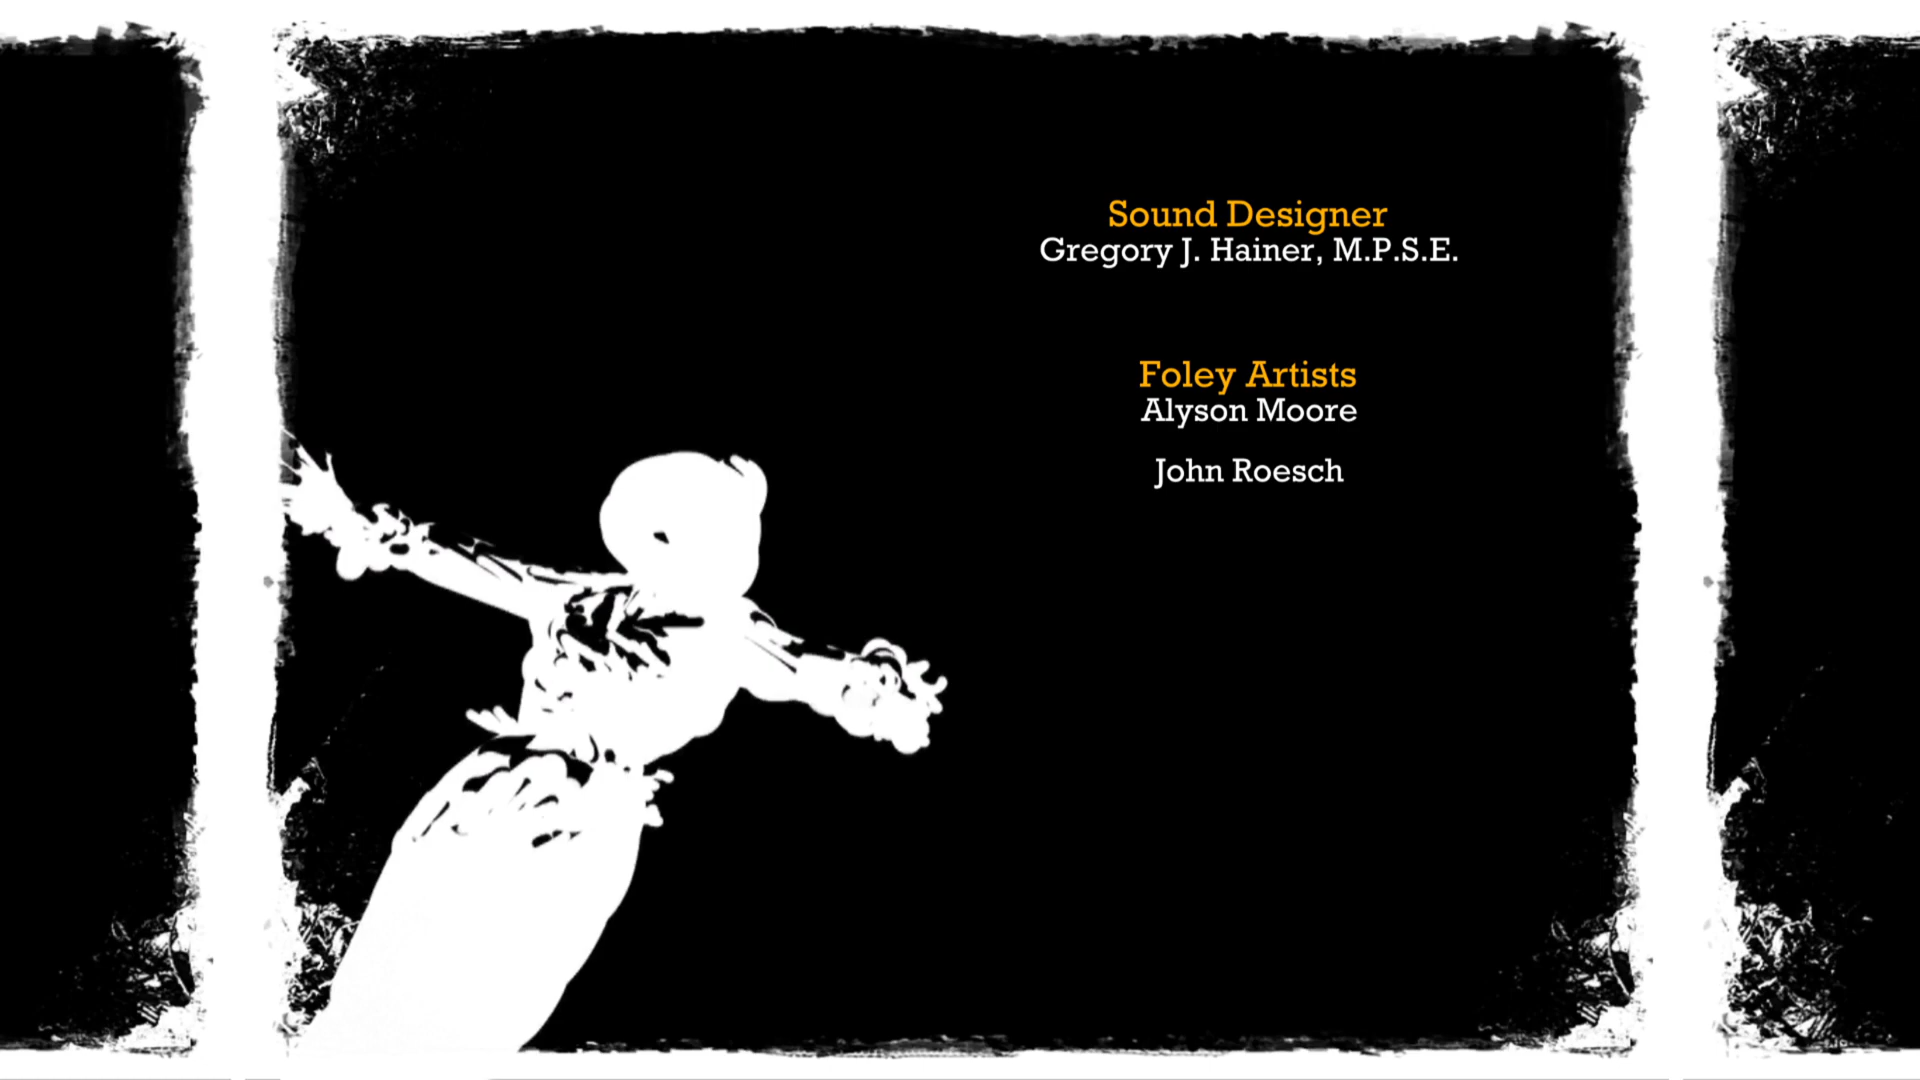 Sound Designer
Gregory J. Hainer, M.P.S.E.
Foley Artists
Alyson Moore
John Roesch